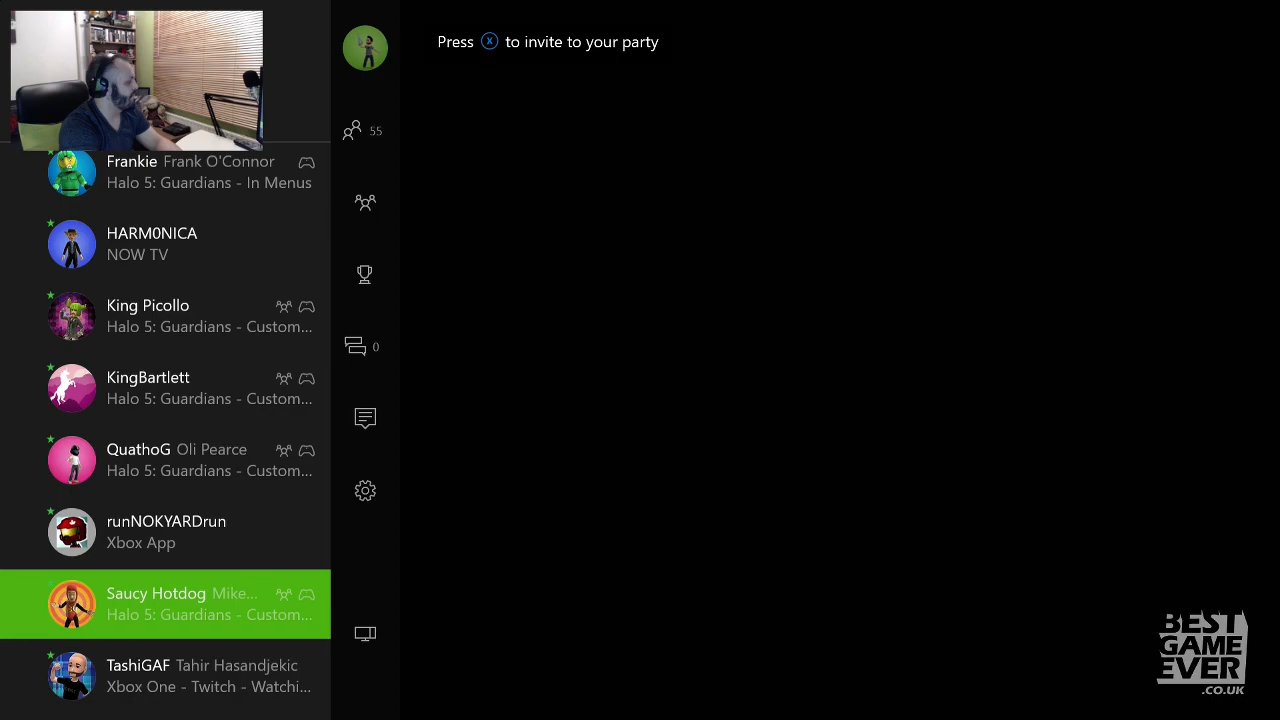 Press X to invite to your party
55
0
Frankie Frank O'Connor
Halo 5: Guardians - In Menus
HARM0NICA
NOW TV
King Picollo
Halo 5: Guardians - Custom...
KingBartlett
Halo 5: Guardians - Custom...
QuathoG Oli Pearce
Halo 5: Guardians - Custom...
runNOKYARDrun
Xbox App
Saucy Hotdog Mike...
Halo 5: Guardians - Custom...
TashiGAF Tahir Hasandjekic
Xbox One - Twitch - Watchi...
BEST
GAME
EVER
.CO.UK